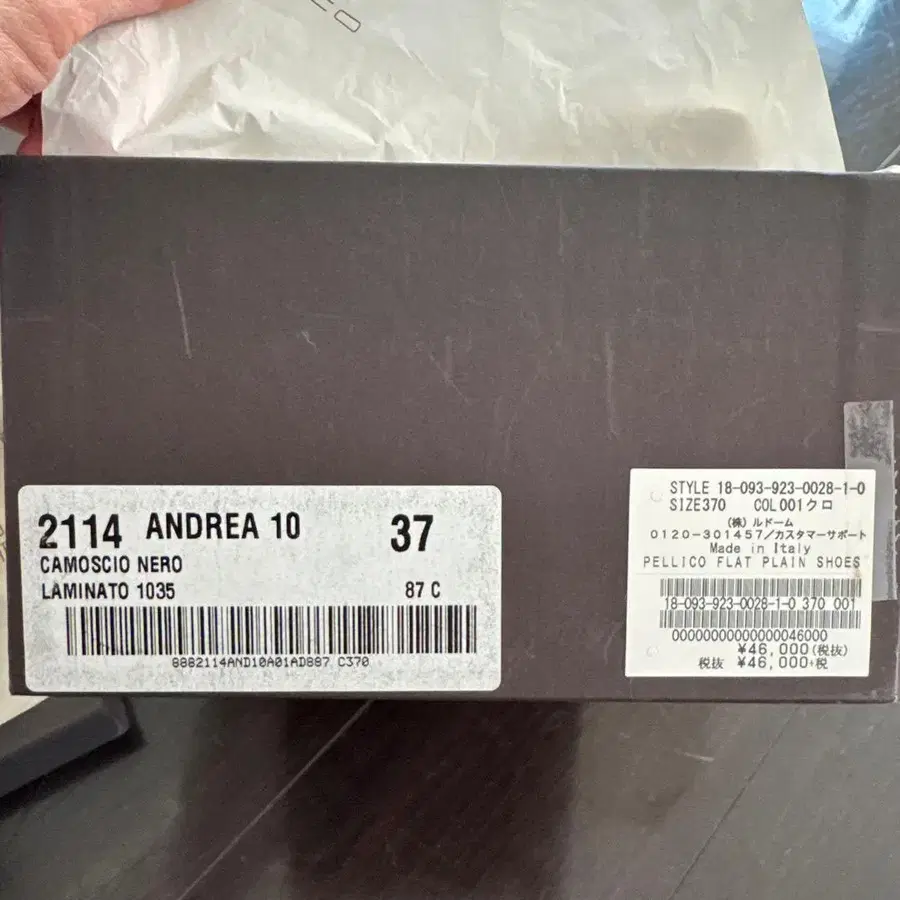 CO
2114 ANDREA 10 37
CAMOSCIO NERO
LAMINATO 1035 87 C
8882114AND10A01AD887 C370
STYLE 18-093-923-0028-1-0
SIZE370 COL001クロ
(株)ルドーム
0120-301457/カスタマーサポート
Made in Italy
PELLICO FLAT PLAIN SHOES
18-093-923-0028-1-0 370 001
00000000000000046000
¥46,000(税抜)
税抜 ¥46,000+税